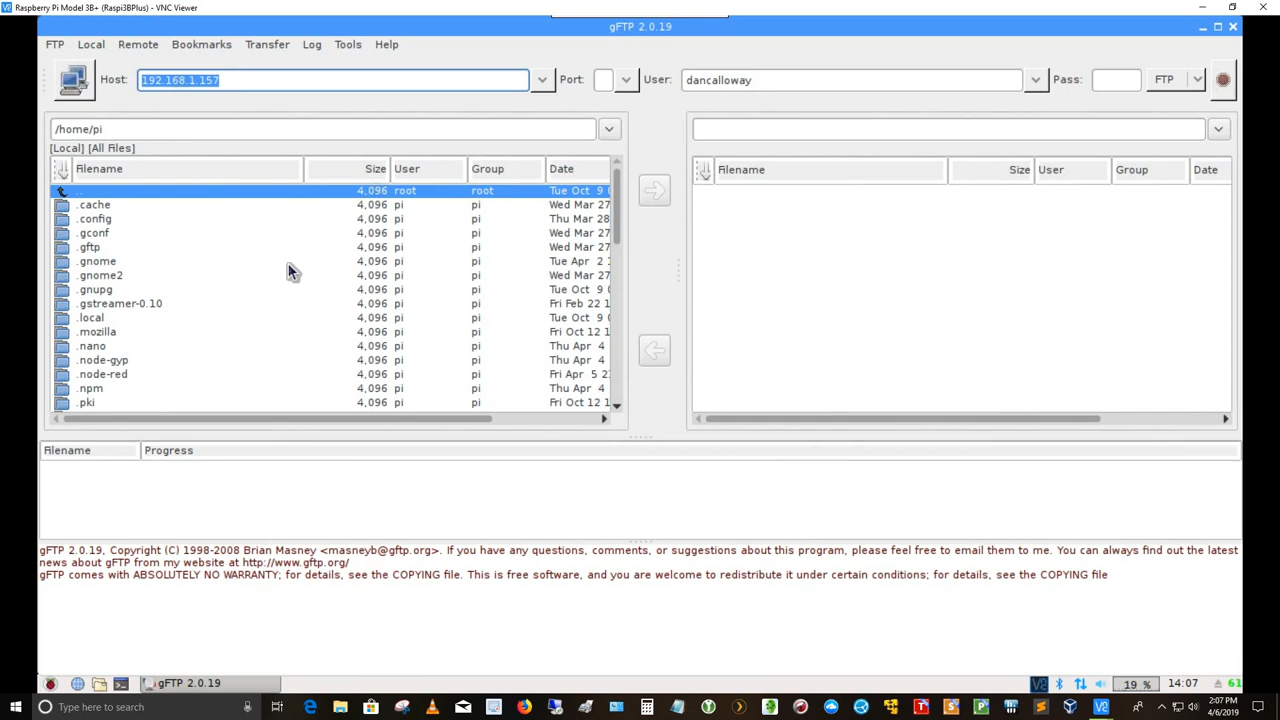 Raspberry Pi Model 3B+ (Raspi3BPlus) - VNC Viewer
gFTP 2.0.19
FTP Local Remote Bookmarks Transfer Log Tools Help
Host: 192.168.1.157 Port: User: dancalloway Pass: FTP
/home/pi
[Local] [All Files]
Filename Size User Group Date Filename Size User Group Date
.. 4,096 root root Tue Oct 9 0
.cache 4,096 pi pi Wed Mar 27
.config 4,096 pi pi Thu Mar 28
.gconf 4,096 pi pi Wed Mar 27
.gftp 4,096 pi pi Wed Mar 27
.gnome 4,096 pi pi Tue Apr 2 1
.gnome2 4,096 pi pi Wed Mar 27
.gnupg 4,096 pi pi Tue Oct 9 0
.gstreamer-0.10 4,096 pi pi Fri Feb 22 1
.local 4,096 pi pi Tue Oct 9 0
.mozilla 4,096 pi pi Fri Oct 12 1
.nano 4,096 pi pi Thu Apr 4
.node-gyp 4,096 pi pi Thu Apr 4
.node-red 4,096 pi pi Fri Apr 5 2
.npm 4,096 pi pi Thu Apr 4
.pki 4,096 pi pi Fri Oct 12 1
Filename Progress
gFTP 2.0.19, Copyright (C) 1998-2008 Brian Masney <masneyb@gftp.org>. If you have any questions, comments, or suggestions about this program, please feel free to email them to me. You can always find out the latest
news about gFTP from my website at http://www.gftp.org/
gFTP comes with ABSOLUTELY NO WARRANTY; for details, see the COPYING file. This is free software, and you are welcome to redistribute it under certain conditions; for details, see the COPYING file
gFTP 2.0.19 19 % 14:07 61
Type here to search
2:07 PM
4/6/2019